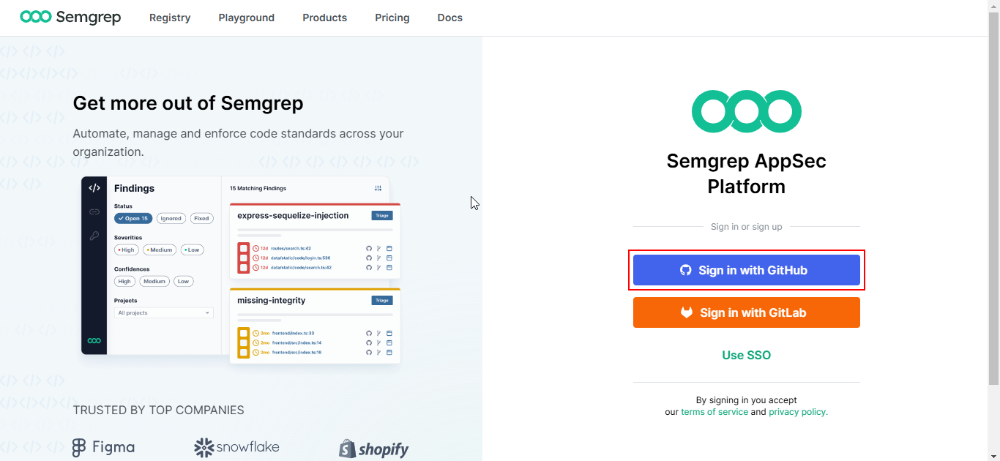 Semgrep
Registry
Playground
Products
Pricing
Docs
Get more out of Semgrep
Automate, manage and enforce code standards across your
organization.
</>
Findings
Status
Open 15
Ignored
Fixed
Severities
High
Medium
Low
Confidences
High
Medium
Low
Projects
All projects
15 Matching Findings
express-sequelize-injection
Triage
12d routes/search.ts:42
12d data/static/code/login.ts:536
12d data/static/code/search.ts:42
missing-integrity
Triage
2mo frontend/index.ts:33
2mo frontend/src/index.ts:14
2mo frontend/src/index.ts:18
TRUSTED BY TOP COMPANIES
Figma
snowflake
shopify
Semgrep AppSec
Platform
Sign in or sign up
Sign in with GitHub
Sign in with GitLab
Use SSO
By signing in you accept
our terms of service and privacy policy.